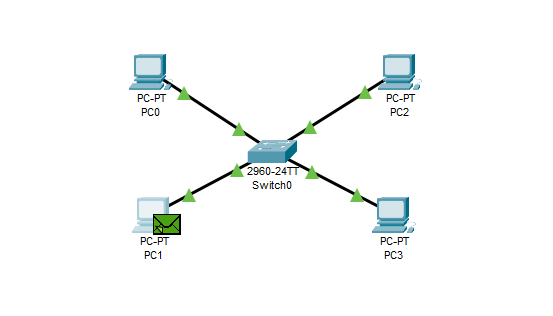 PC-PT
PC0
PC-PT
PC2
2960-24TT
Switch0
PC-PT
PC1
PC-PT
PC3